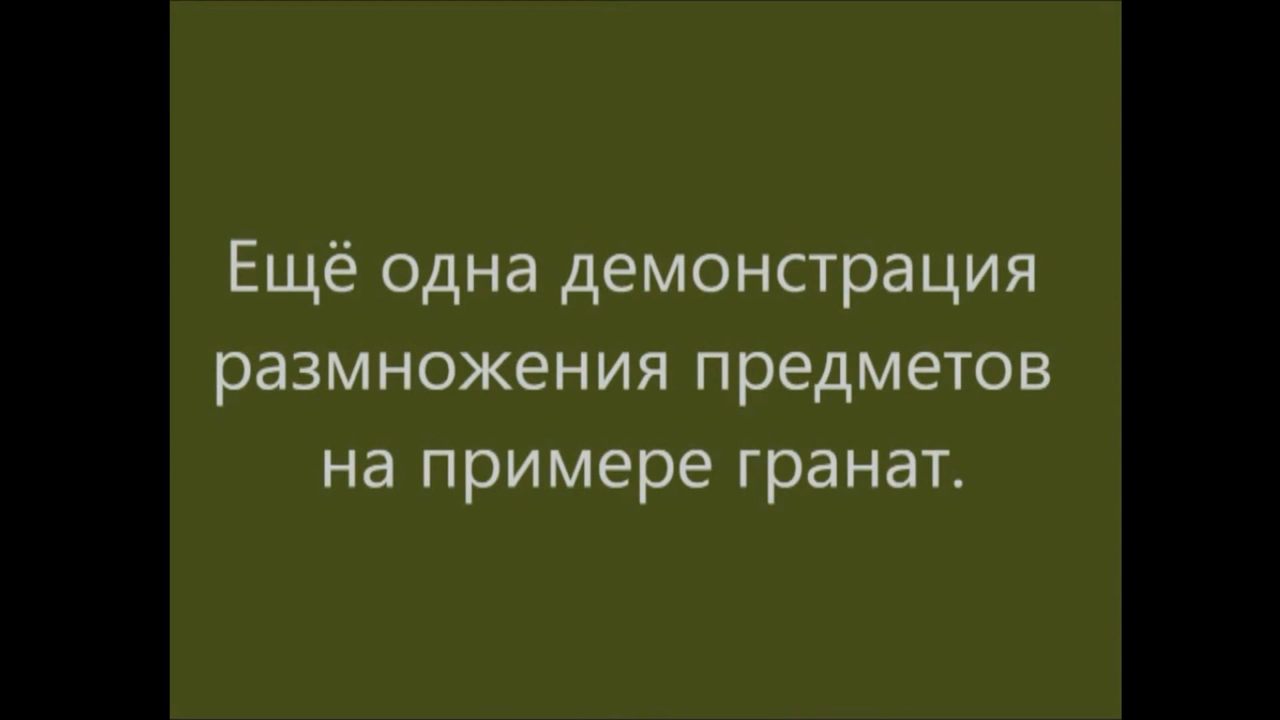 Ещё одна демонстрация
размножения предметов
на примере гранат.